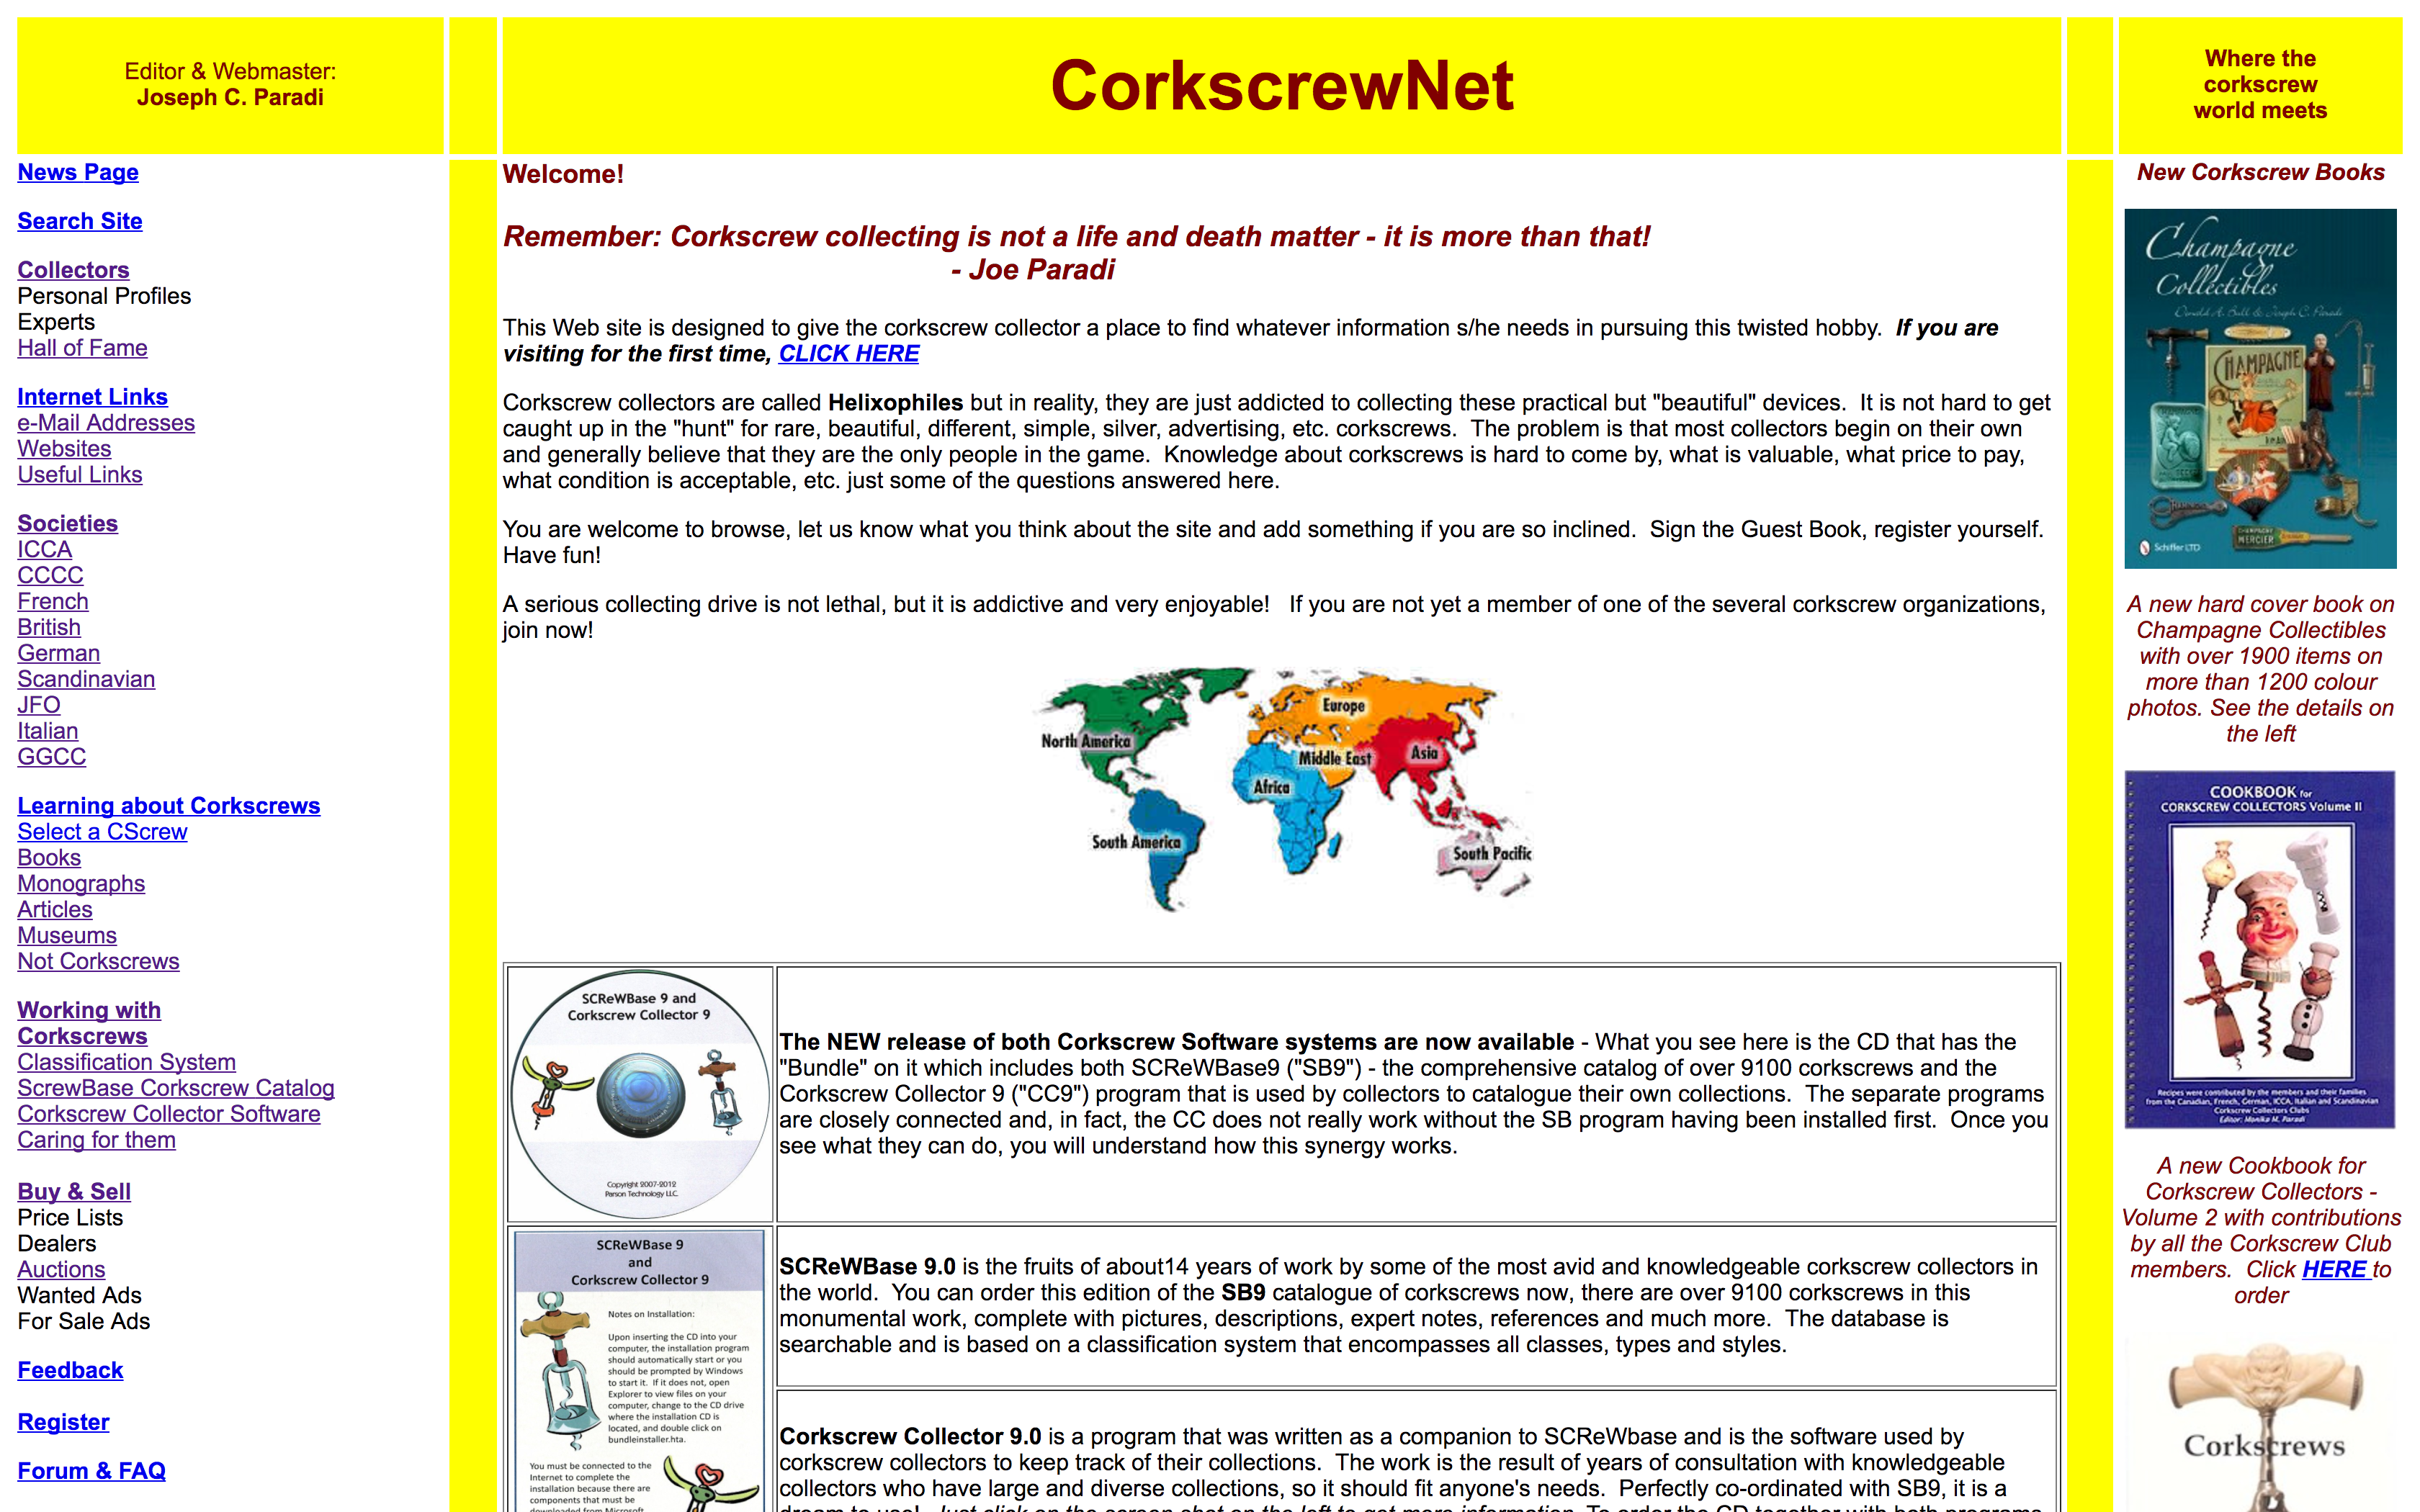 Editor & Webmaster:
Joseph C. Paradi
CorkscrewNet
Where the
corkscrew
world meets
News Page
Search Site
Collectors
Personal Profiles
Experts
Hall of Fame
Internet Links
e-Mail Addresses
Websites
Useful Links
Societies
ICCA
CCCC
French
British
German
Scandinavian
JFO
Italian
GGCC
Learning about Corkscrews
Select a CScrew
Books
Monographs
Articles
Museums
Not Corkscrews
Working with
Corkscrews
Classification System
ScrewBase Corkscrew Catalog
Corkscrew Collector Software
Caring for them
Buy & Sell
Price Lists
Dealers
Auctions
Wanted Ads
For Sale Ads
Feedback
Register
Forum & FAQ
Welcome!
Remember: Corkscrew collecting is not a life and death matter - it is more than that!
- Joe Paradi
This Web site is designed to give the corkscrew collector a place to find whatever information s/he needs in pursuing this twisted hobby.  If you are
visiting for the first time, CLICK HERE
Corkscrew collectors are called Helixophiles but in reality, they are just addicted to collecting these practical but "beautiful" devices.  It is not hard to get
caught up in the "hunt" for rare, beautiful, different, simple, silver, advertising, etc. corkscrews.  The problem is that most collectors begin on their own
and generally believe that they are the only people in the game.  Knowledge about corkscrews is hard to come by, what is valuable, what price to pay,
what condition is acceptable, etc. just some of the questions answered here.
You are welcome to browse, let us know what you think about the site and add something if you are so inclined.  Sign the Guest Book, register yourself.
Have fun!
A serious collecting drive is not lethal, but it is addictive and very enjoyable!   If you are not yet a member of one of the several corkscrew organizations,
join now!
Europe
North America
Middle East
Asia
Africa
South America
South Pacific
SCReWBase 9 and
Corkscrew Collector 9
Copyright 2007-2012
Parson Technology LLC.
The NEW release of both Corkscrew Software systems are now available - What you see here is the CD that has the
"Bundle" on it which includes both SCReWBase9 ("SB9") - the comprehensive catalog of over 9100 corkscrews and the
Corkscrew Collector 9 ("CC9") program that is used by collectors to catalogue their own collections.  The separate programs
are closely connected and, in fact, the CC does not really work without the SB program having been installed first.  Once you
see what they can do, you will understand how this synergy works.
SCReWBase 9
and
Corkscrew Collector 9
Notes on Installation:
Upon inserting the CD into your
computer, the installation program
should automatically start or you
should be prompted by Windows
to start it.  If it does not, open
Explorer to view files on your
computer, change to the CD drive
where the installation CD is
located, and double click on
bundleinstaller.hta.
You must be connected to the
Internet to complete the
installation because there are
components that must be
downloaded from Microsoft
SCReWBase 9.0 is the fruits of about14 years of work by some of the most avid and knowledgeable corkscrew collectors in
the world.  You can order this edition of the SB9 catalogue of corkscrews now, there are over 9100 corkscrews in this
monumental work, complete with pictures, descriptions, expert notes, references and much more.  The database is
searchable and is based on a classification system that encompasses all classes, types and styles.
Corkscrew Collector 9.0 is a program that was written as a companion to SCReWbase and is the software used by
corkscrew collectors to keep track of their collections.  The work is the result of years of consultation with knowledgeable
collectors who have large and diverse collections, so it should fit anyone's needs.  Perfectly co-ordinated with SB9, it is a
dream to use!  Just click on the screen shot on the left to get more information. To order the CD together with both programs
New Corkscrew Books
Champagne
Collectibles
Donald A. Bull & Joseph C. Paradi
CHAMPAGNE
CHAMPAGNE
MERCIER
Schiffer LTD
A new hard cover book on
Champagne Collectibles
with over 1900 items on
more than 1200 colour
photos. See the details on
the left
COOKBOOK for
CORKSCREW COLLECTORS Volume II
Recipes were contributed by the members and their families
from the Canadian, French, German, ICCA, Italian and Scandinavian
Corkscrew Collectors Clubs
Editor: Monika M. Paradi
A new Cookbook for
Corkscrew Collectors -
Volume 2 with contributions
by all the Corkscrew Club
members.  Click HERE to
order
Corkscrews